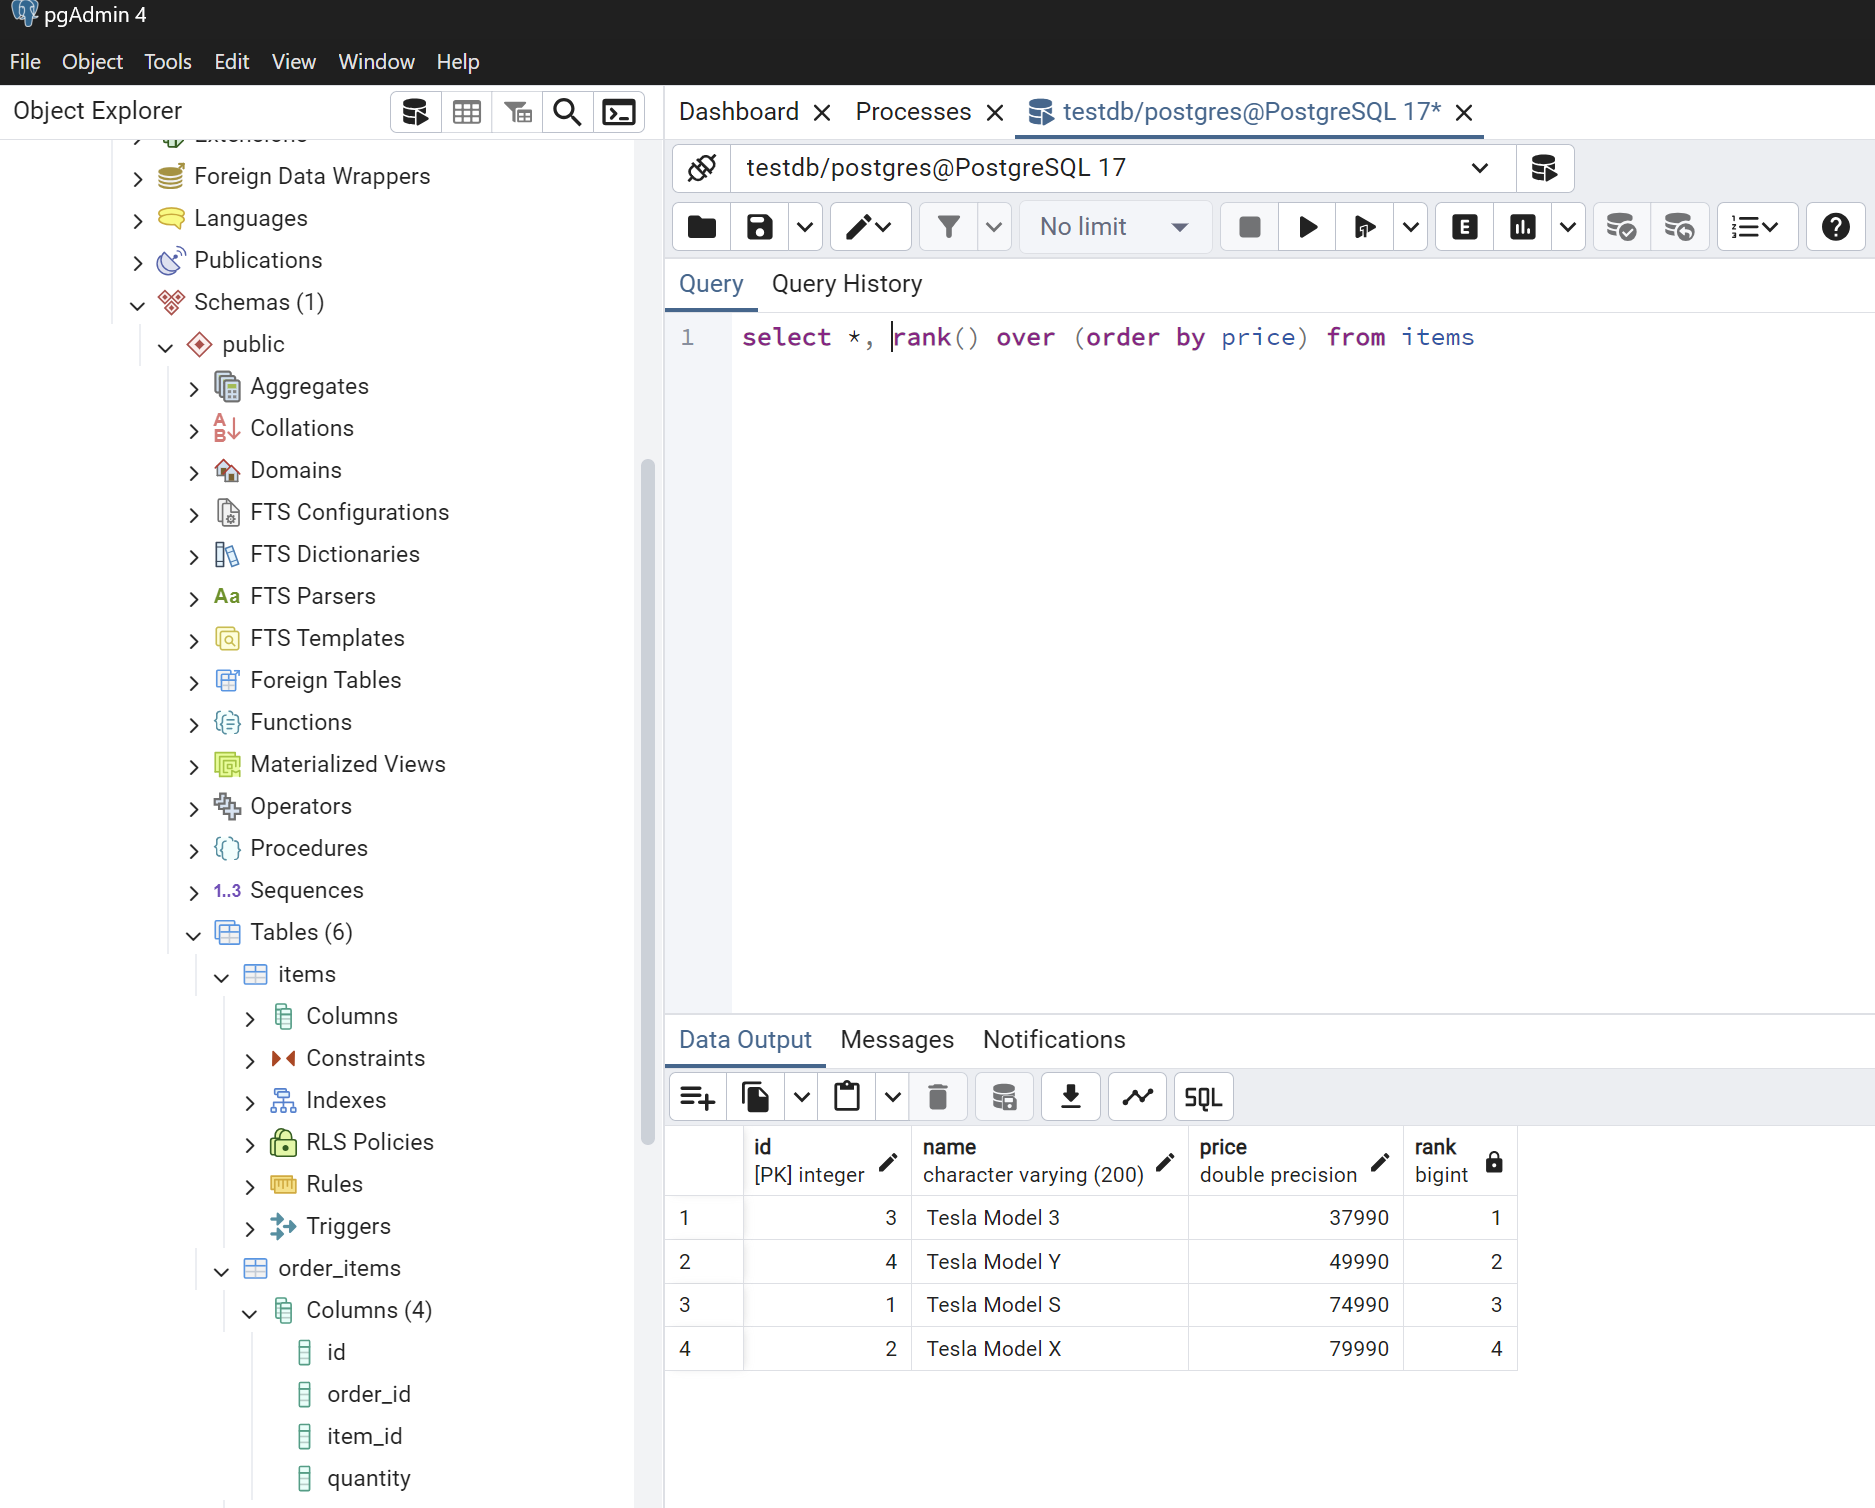 pgAdmin 4
File Object Tools Edit View Window Help
Object Explorer
Extensions
Foreign Data Wrappers
Languages
Publications
Schemas (1)
public
Aggregates
Collations
Domains
FTS Configurations
FTS Dictionaries
Aa FTS Parsers
FTS Templates
Foreign Tables
Functions
Materialized Views
Operators
Procedures
1..3 Sequences
Tables (6)
items
Columns
Constraints
Indexes
RLS Policies
Rules
Triggers
order_items
Columns (4)
id
order_id
item_id
quantity
Dashboard Processes testdb/postgres@PostgreSQL 17*
testdb/postgres@PostgreSQL 17
No limit E
Query Query History
1 select *, rank() over (order by price) from items
Data Output Messages Notifications
SQL
id name price rank
[PK] integer character varying (200) double precision bigint
1 3 Tesla Model 3 37990 1
2 4 Tesla Model Y 49990 2
3 1 Tesla Model S 74990 3
4 2 Tesla Model X 79990 4